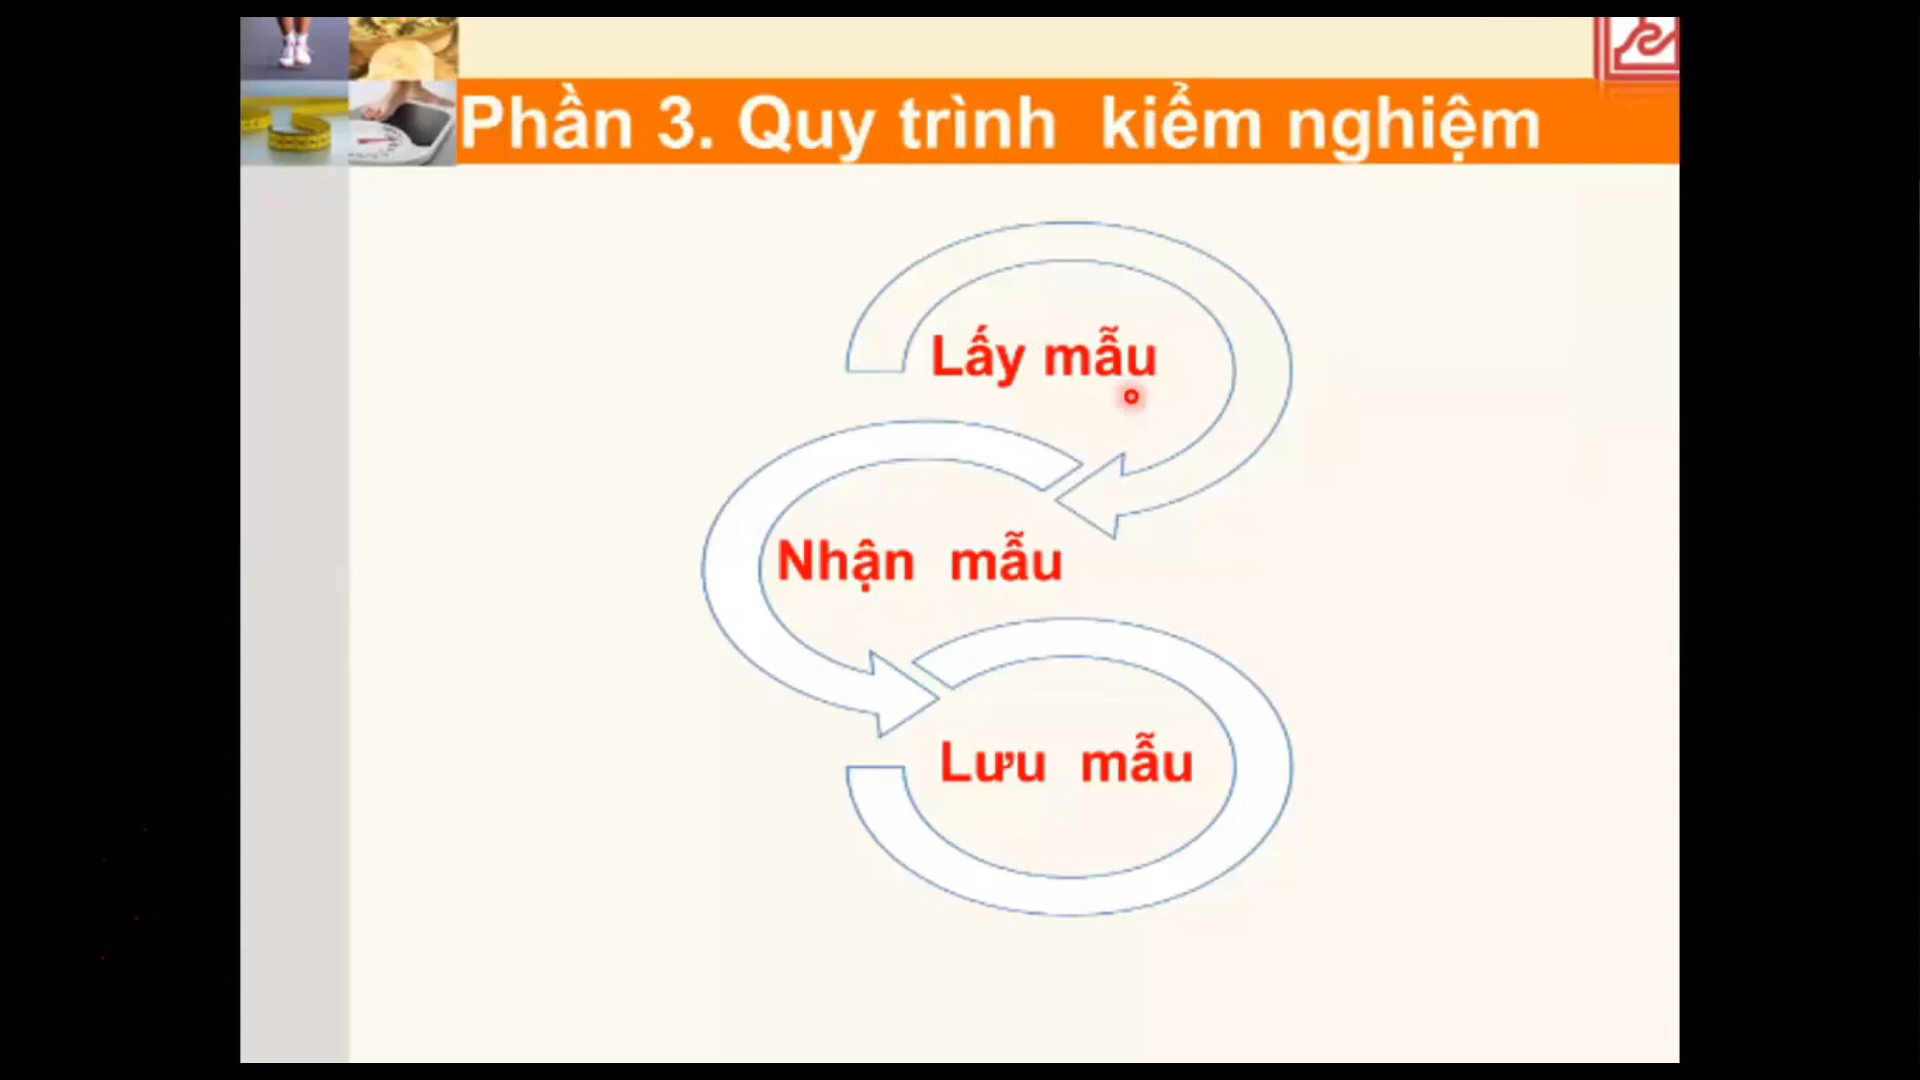 Phần 3. Quy trình kiểm nghiệm
Lấy mẫu
Nhận mẫu
Lưu mẫu